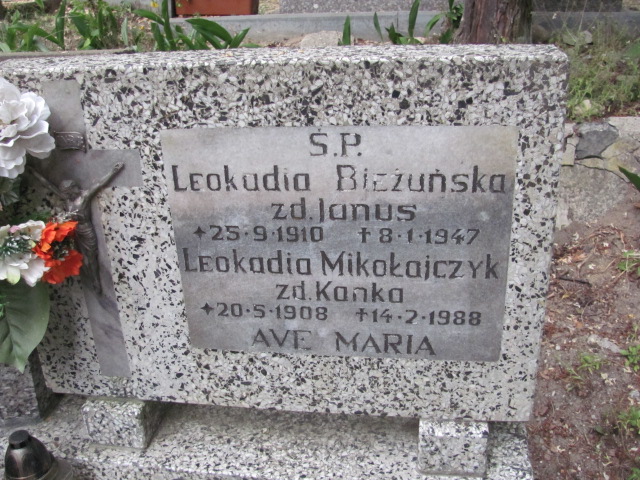 Ś.P.
Leokadia Bieżuńska
zd. Janus
*25·9·1910 †8·1·1947
Leokadia Mikołajczyk
zd. Kanka
*20·5·1908 †14·2·1988
AVE MARIA